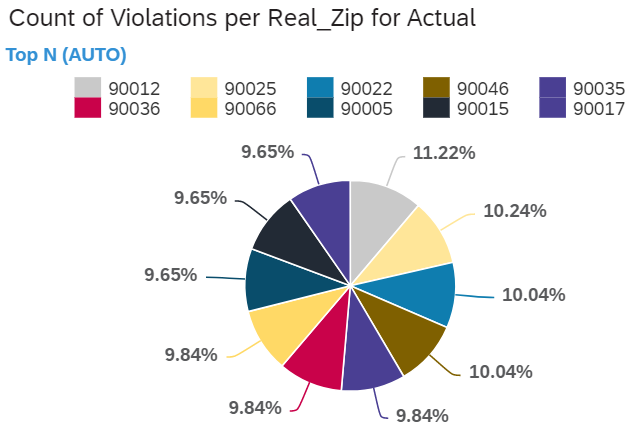 Count of Violations per Real_Zip for Actual
Top N (AUTO)
90012 90025 90022 90046 90035
90036 90066 90005 90015 90017
9.65% 11.22%
9.65% 10.24%
9.65% 10.04%
9.84% 10.04%
9.84% 9.84%